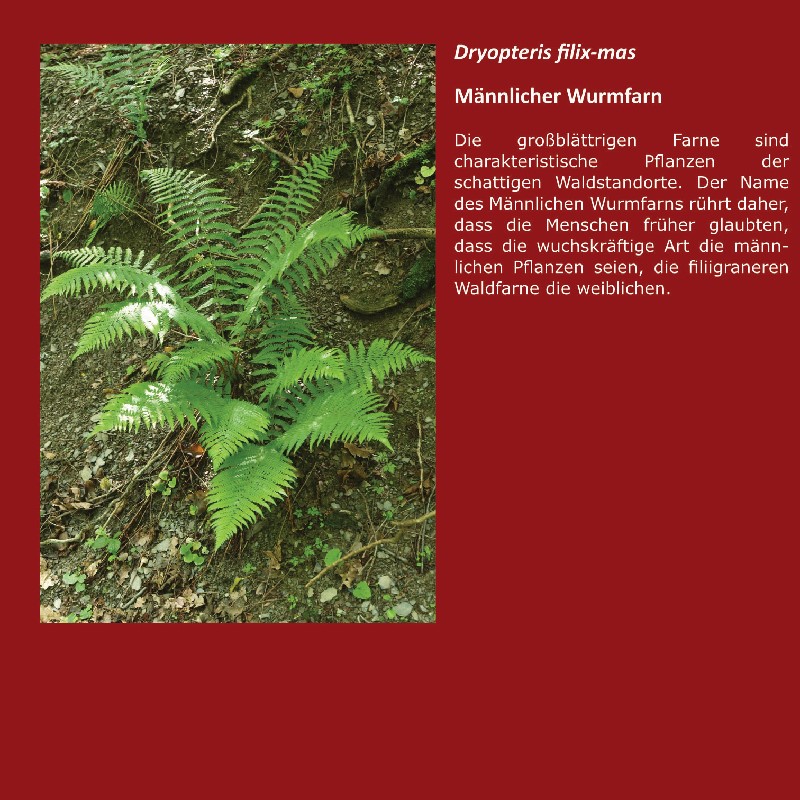 Dryopteris filix-mas
Männlicher Wurmfarn
Die großblättrigen Farne sind
charakteristische Pflanzen der
schattigen Waldstandorte. Der Name
des Männlichen Wurmfarns rührt daher,
dass die Menschen früher glaubten,
dass die wuchskräftige Art die männ-
lichen Pflanzen seien, die filiigraneren
Waldfarne die weiblichen.